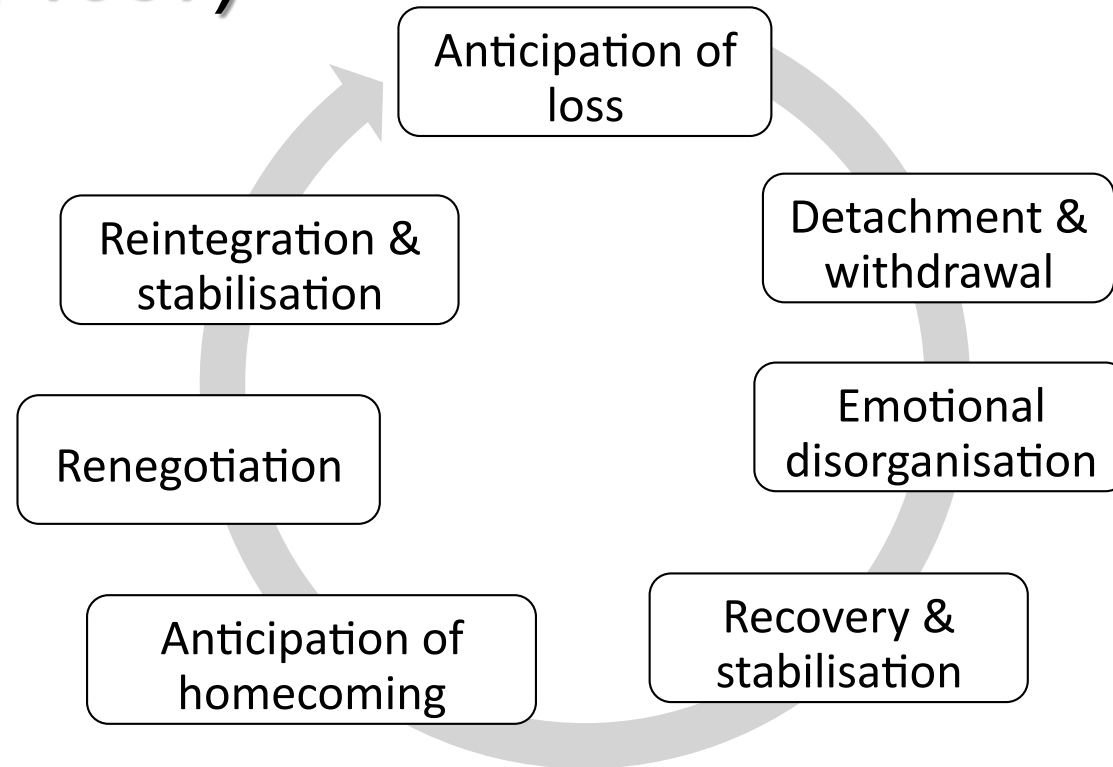 Anticipation of
loss
Detachment &
withdrawal
Emotional
disorganisation
Recovery &
stabilisation
Anticipation of
homecoming
Renegotiation
Reintegration &
stabilisation